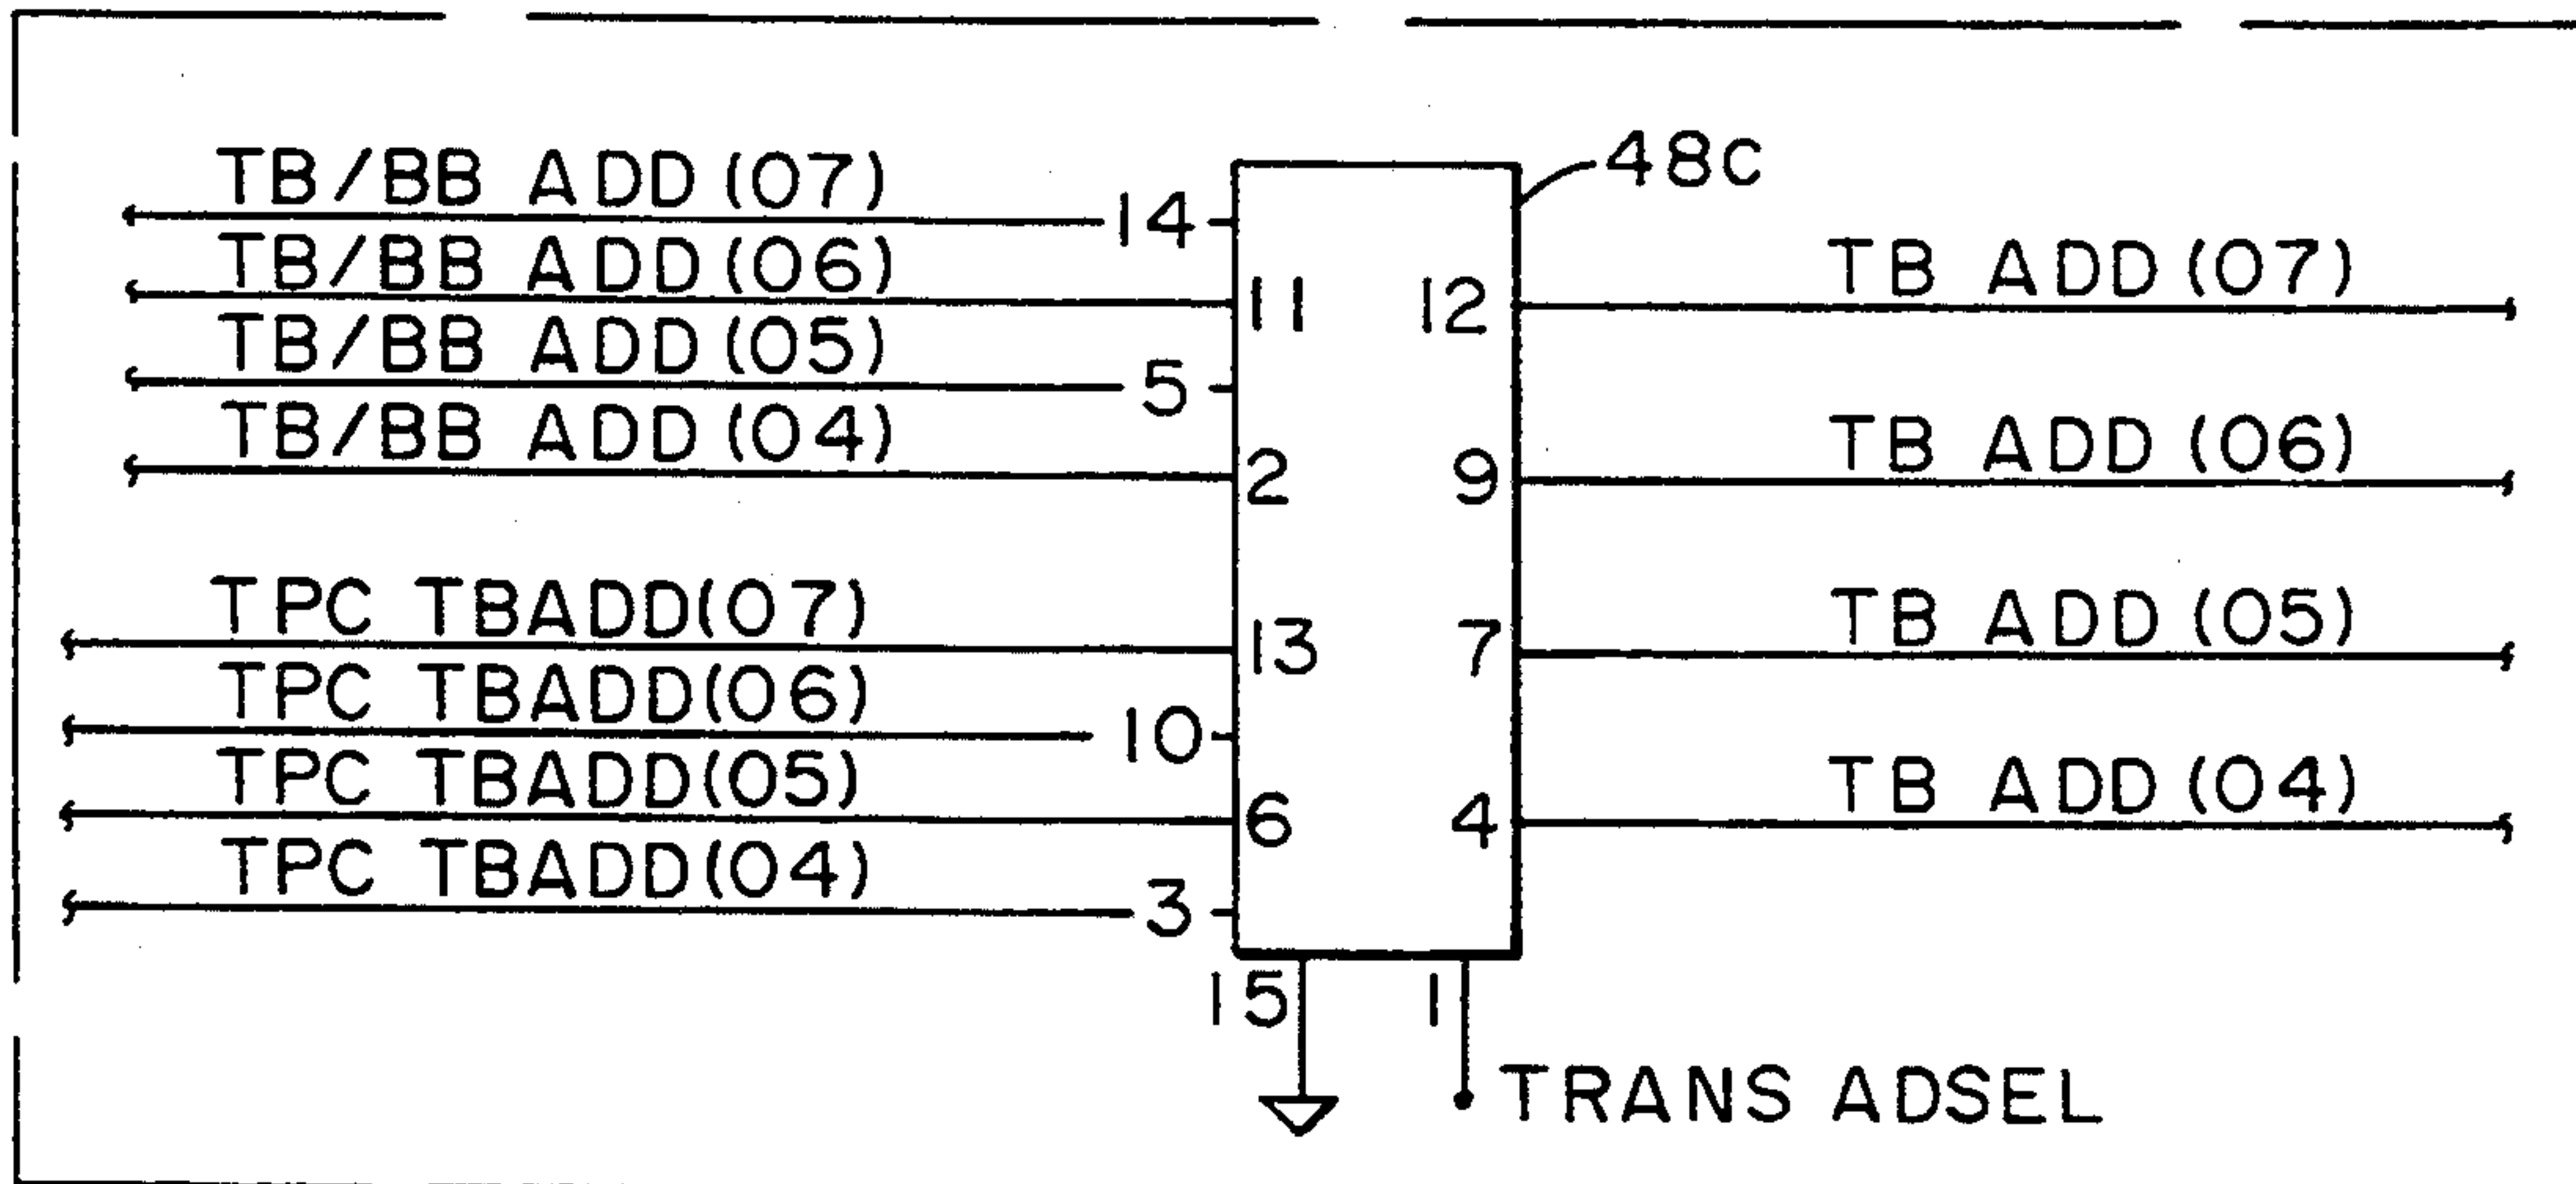 TB/BB ADD(07)
TB/BB ADD(06)
TB/BB ADD(05)
TB/BB ADD(04)
TPC TBADD(07)
TPC TBADD(06)
TPC TBADD(05)
TPC TBADD(04)
14
11
5
2
13
10
6
3
12
9
7
4
15
1
48C
TB ADD(07)
TB ADD(06)
TB ADD(05)
TB ADD(04)
TRANS ADSEL